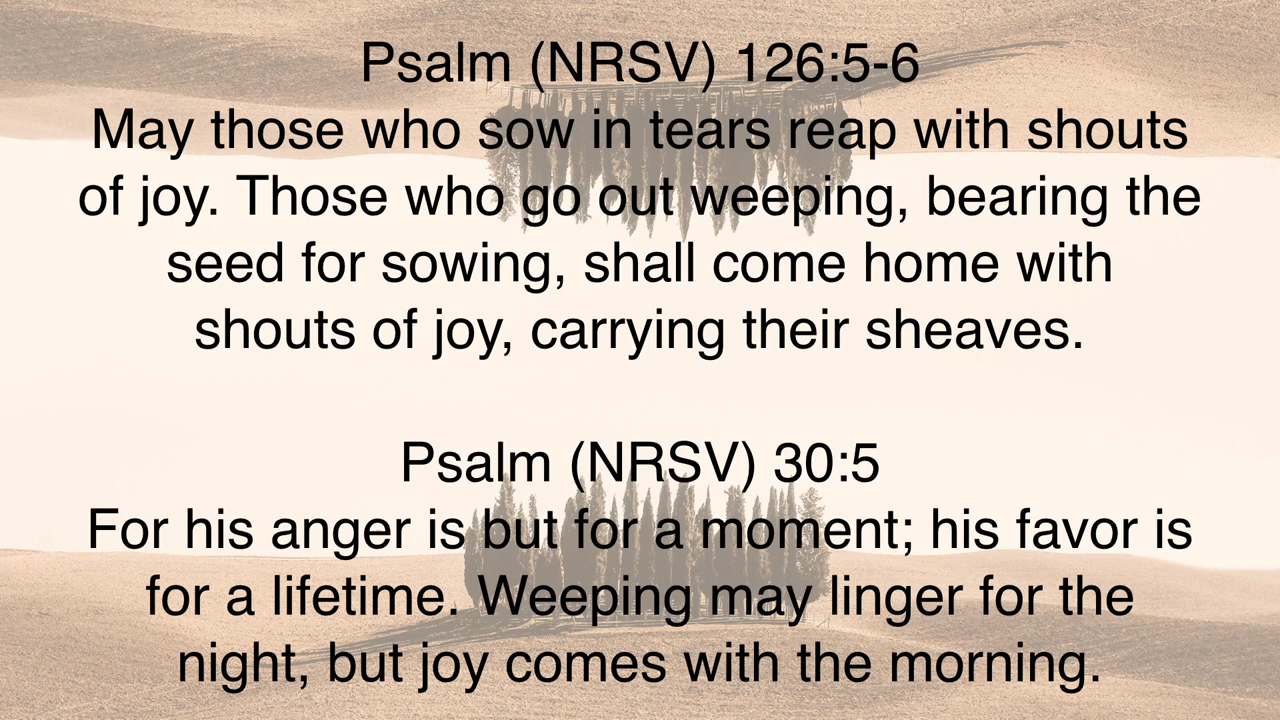 Psalm (NRSV) 126:5-6
May those who sow in tears reap with shouts
of joy. Those who go out weeping, bearing the
seed for sowing, shall come home with
shouts of joy, carrying their sheaves.
Psalm (NRSV) 30:5
For his anger is but for a moment; his favor is
for a lifetime. Weeping may linger for the
night, but joy comes with the morning.